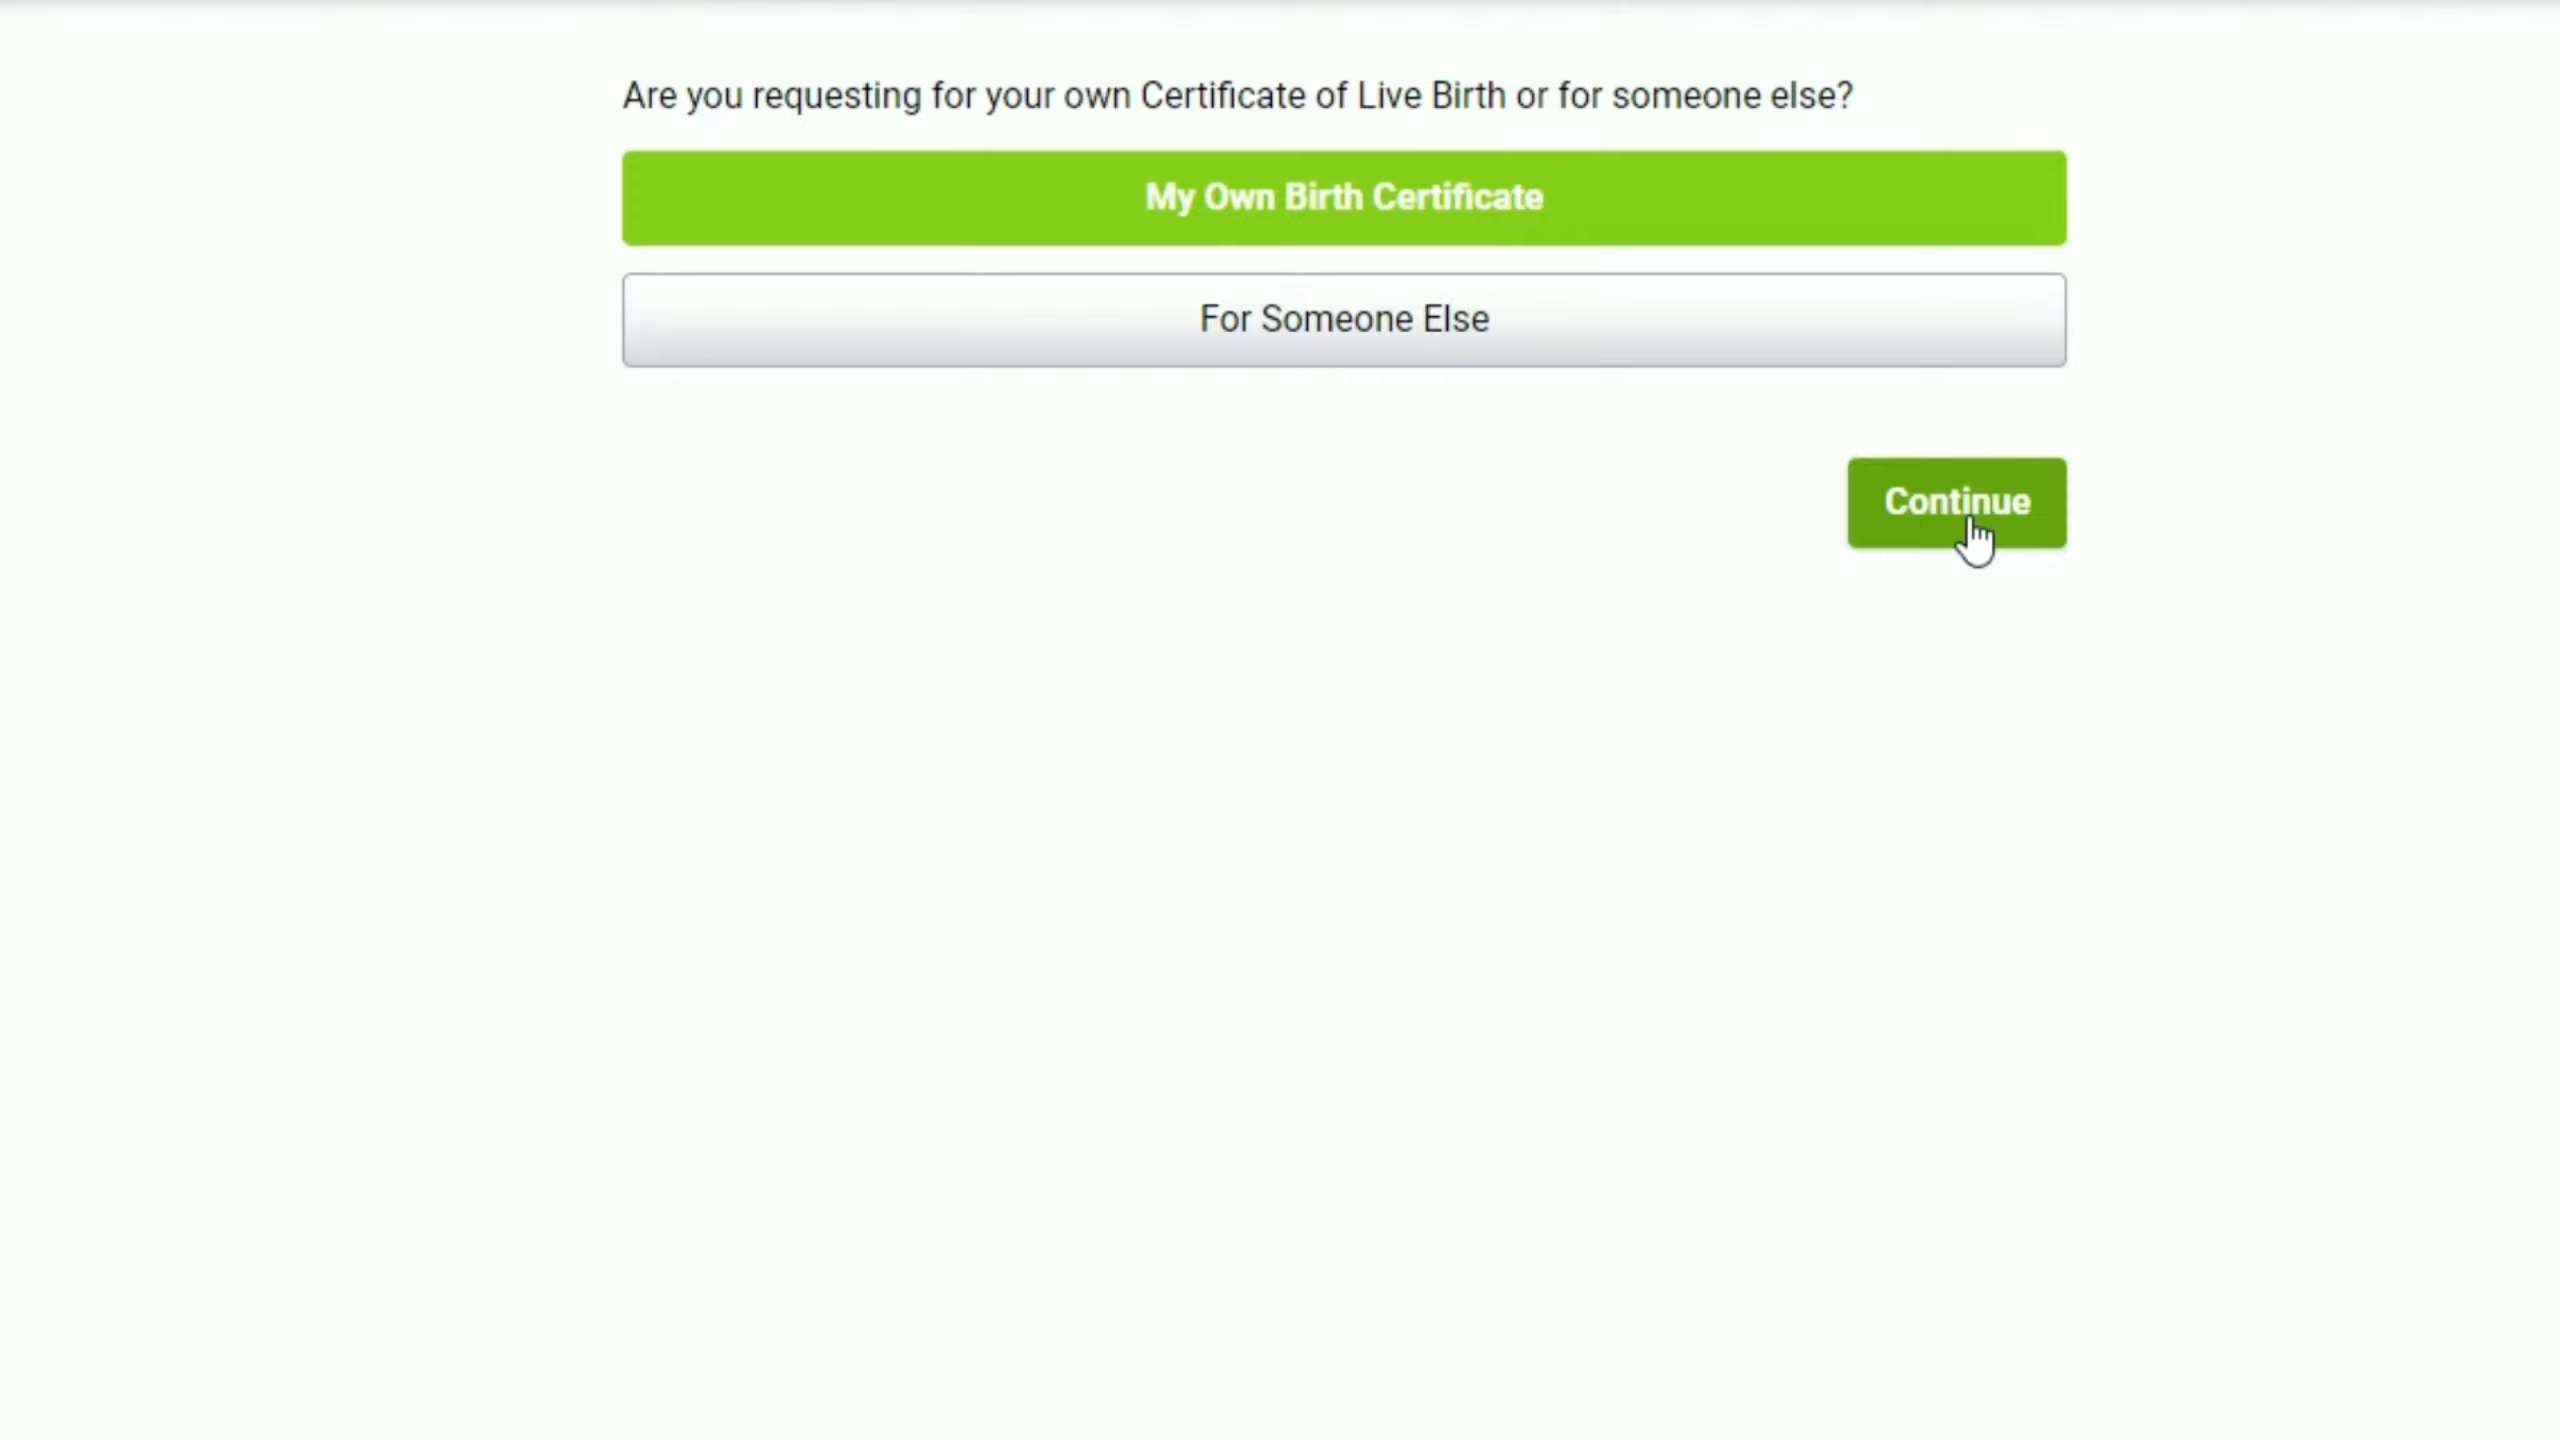 Are you requesting for your own Certificate of Live Birth or for someone else?
My Own Birth Certificate
For Someone Else
Continue